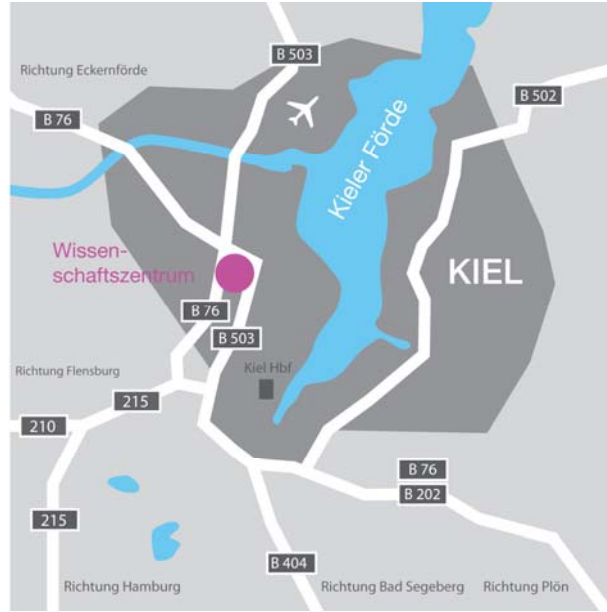 B 503
Richtung Eckernförde
B 502
B 76
Kieler Förde
Wissen-
schaftszentrum
KIEL
B 76
B 503
Kiel Hbf
Richtung Flensburg
215
210
B 76
B 202
215
B 404
Richtung Hamburg
Richtung Bad Segeberg
Richtung Plön